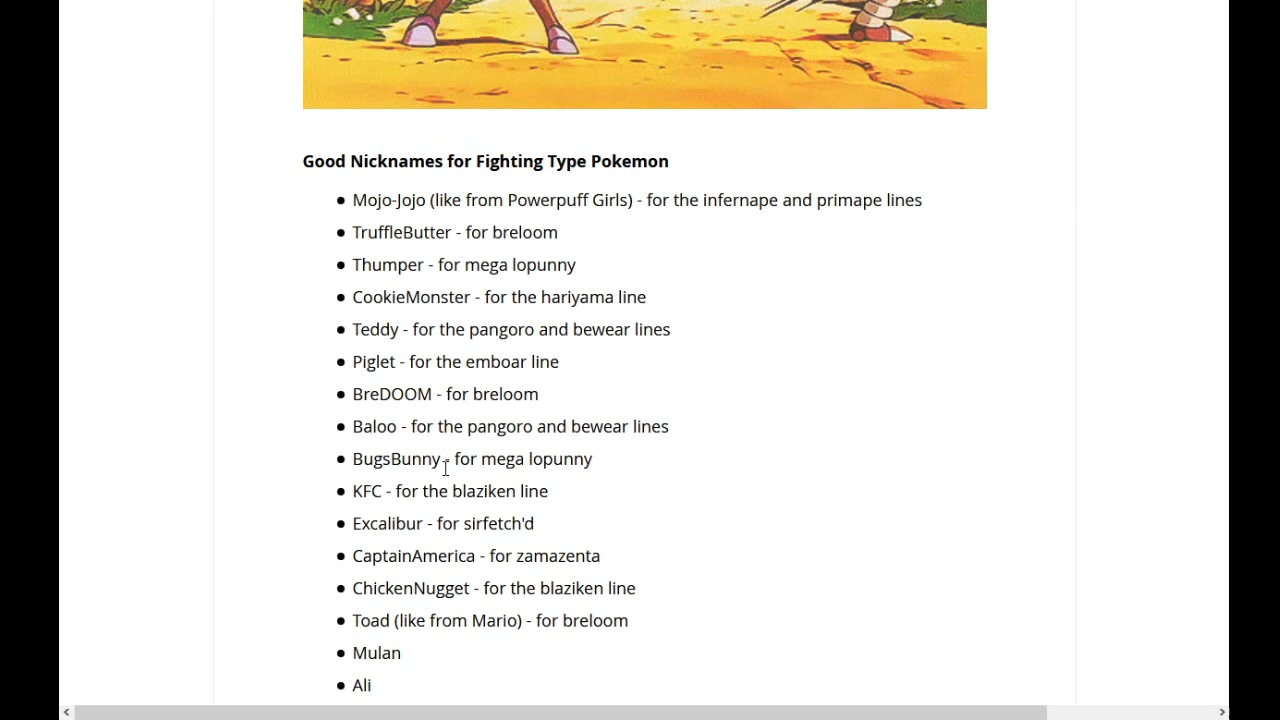 Good Nicknames for Fighting Type Pokemon
Mojo-Jojo (like from Powerpuff Girls) - for the infernape and primape lines
TruffleButter - for breloom
Thumper - for mega lopunny
CookieMonster - for the hariyama line
Teddy - for the pangoro and bewear lines
Piglet - for the emboar line
BreDOOM - for breloom
Baloo - for the pangoro and bewear lines
BugsBunny - for mega lopunny
KFC - for the blaziken line
Excalibur - for sirfetch'd
CaptainAmerica - for zamazenta
ChickenNugget - for the blaziken line
Toad (like from Mario) - for breloom
Mulan
Ali